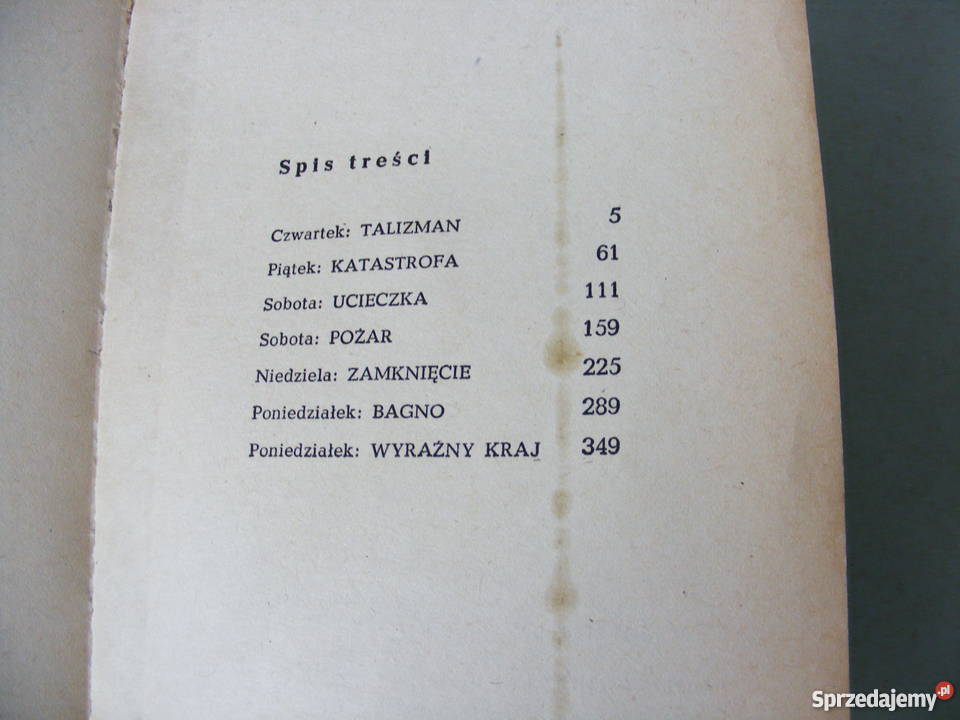 Spis treści
Czwartek: TALIZMAN 5
Piątek: KATASTROFA 61
Sobota: UCIECZKA 111
Sobota: POŻAR 159
Niedziela: ZAMKNIĘCIE 225
Poniedziałek: BAGNO 289
Poniedziałek: WYRAŹNY KRAJ 349
Sprzedajemy.pl